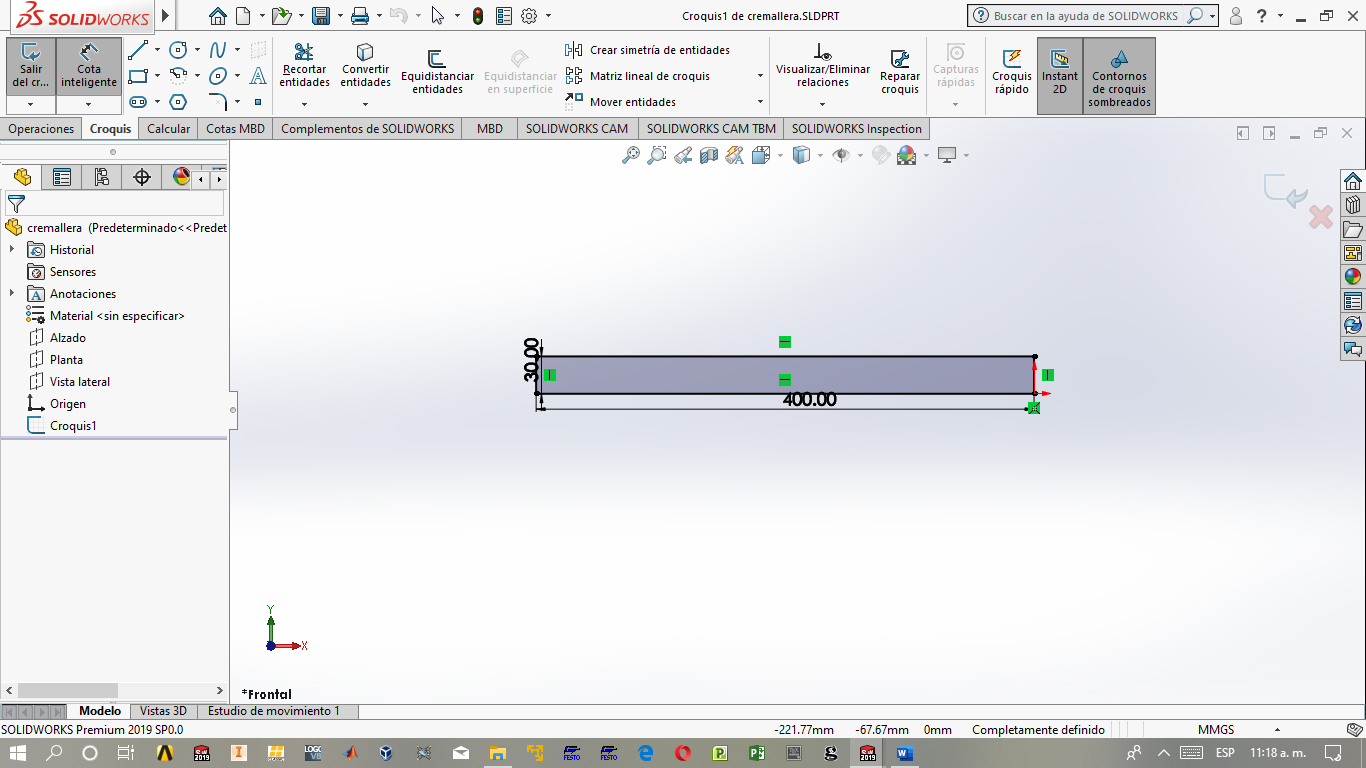 SOLIDWORKS
Croquis1 de cremallera.SLDPRT
Buscar en la ayuda de SOLIDWORKS
?
Salir
del cr...
Cota
inteligente
Recortar
entidades
Convertir
entidades
Equidistanciar
entidades
Equidistanciar
en superficie
Crear simetría de entidades
Matriz lineal de croquis
Mover entidades
Visualizar/Eliminar
relaciones
Reparar
croquis
Capturas
rápidas
Croquis
rápido
Instant
2D
Contornos
de croquis
sombreados
Operaciones
Croquis
Calcular
Cotas MBD
Complementos de SOLIDWORKS
MBD
SOLIDWORKS CAM
SOLIDWORKS CAM TBM
SOLIDWORKS Inspection
cremallera (Predeterminado<<Predet
Historial
Sensores
Anotaciones
Material <sin especificar>
Alzado
Planta
Vista lateral
Origen
Croquis1
30.00
400.00
Y
X
*Frontal
Modelo
Vistas 3D
Estudio de movimiento 1
SOLIDWORKS Premium 2019 SP0.0
-221.77mm
-67.67mm
0mm
Completamente definido
MMGS
ESP
11:18 a. m.